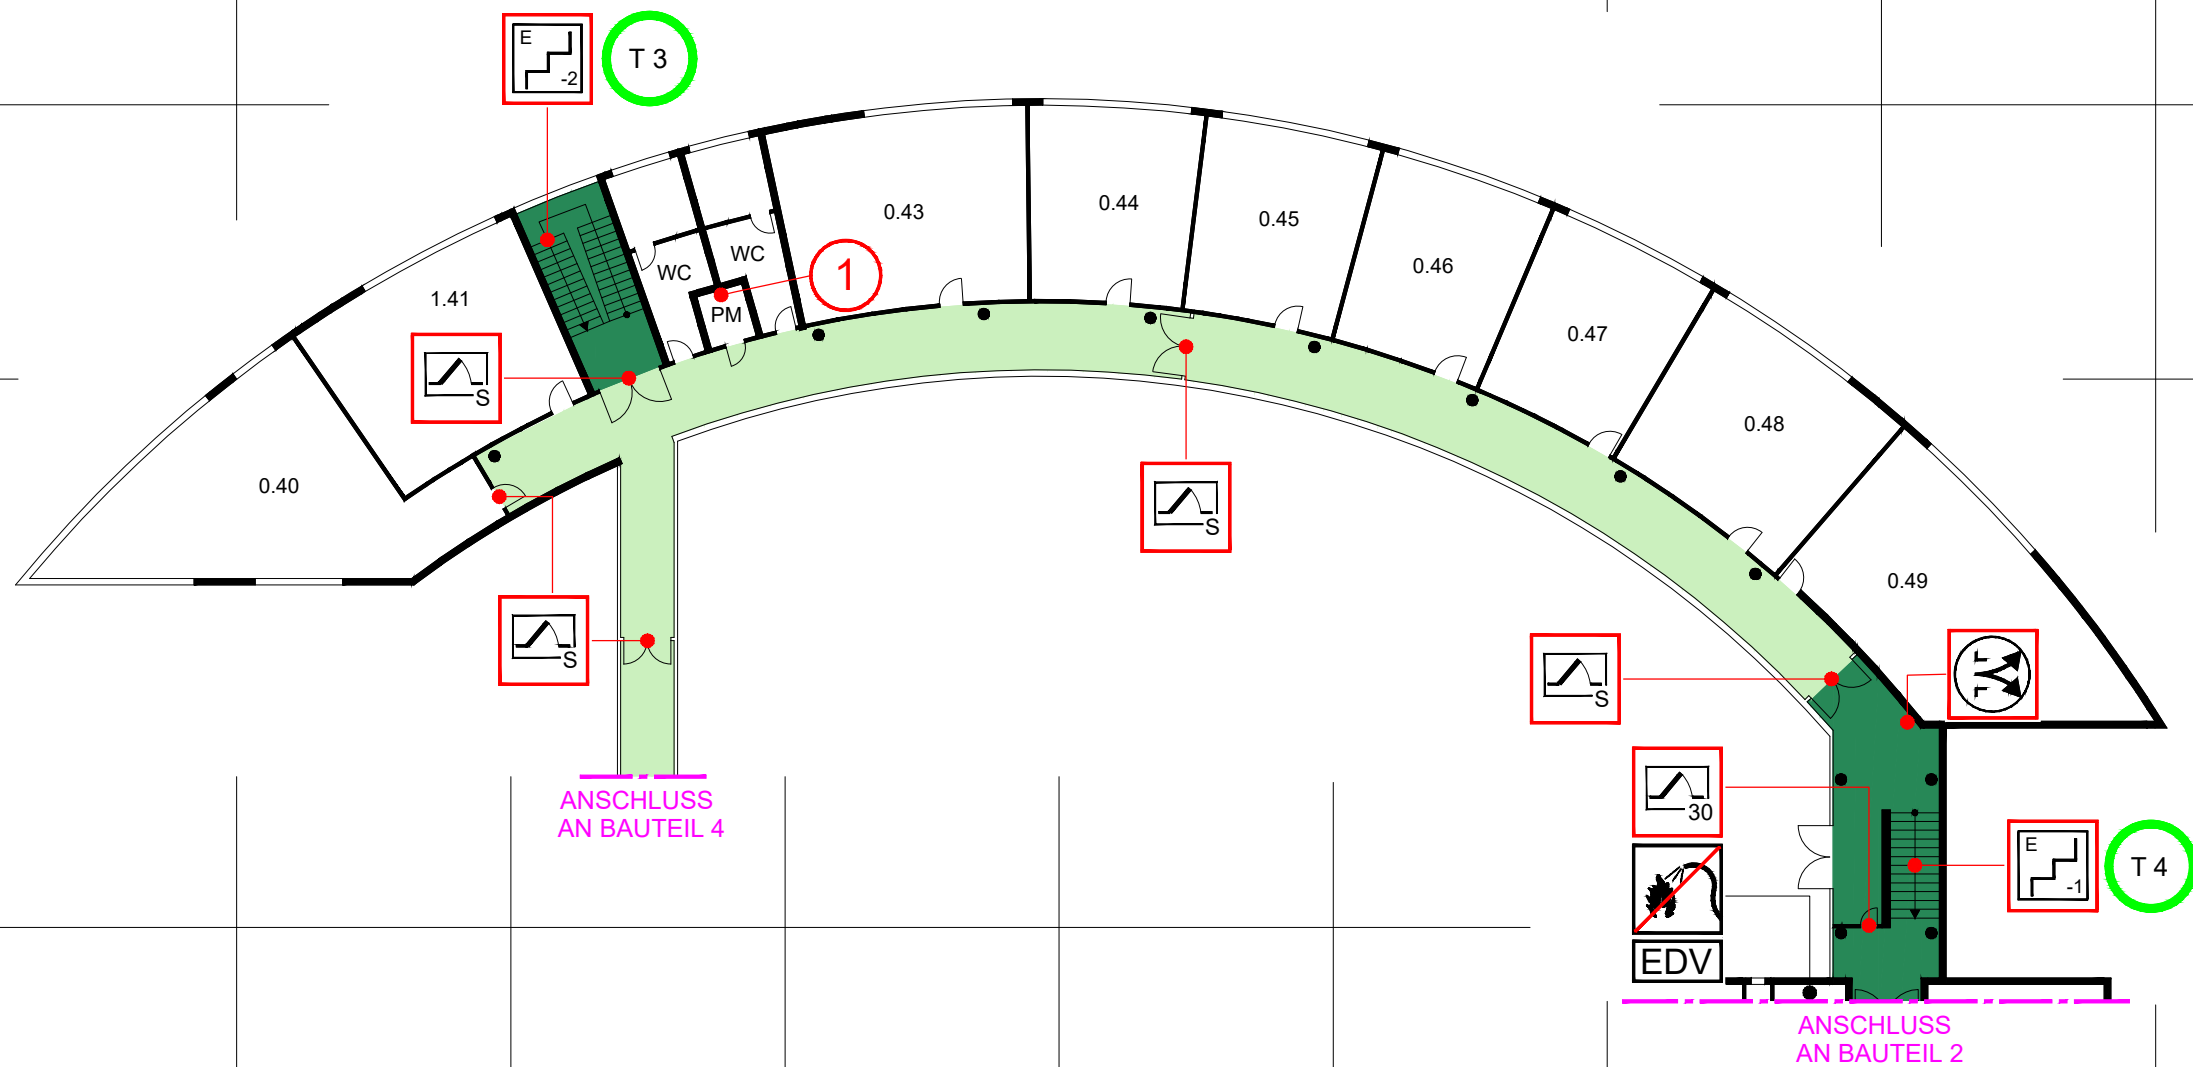 E
-2
T 3
0.43
0.44
0.45
0.46
0.47
0.48
0.49
WC
WC
PM
1
1.41
S
0.40
S
S
S
30
EDV
E
-1
T 4
ANSCHLUSS
AN BAUTEIL 4
ANSCHLUSS
AN BAUTEIL 2